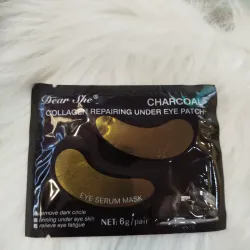 Dear She®
CHARCOAL
COLLAGEN REPAIRING UNDER EYE PATCH
EYE SERUM MASK
remove dark circle
firming under eye skin
relieve eye fatigue
NET: 6g/pair